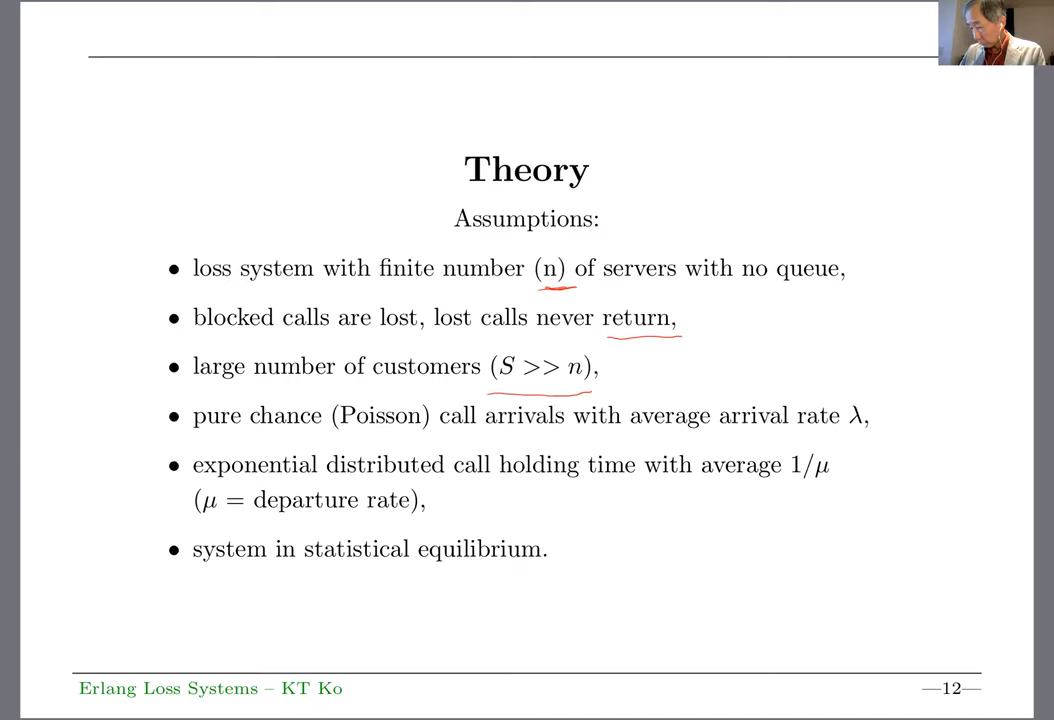 Theory
Assumptions:
• loss system with finite number (n) of servers with no queue,
• blocked calls are lost, lost calls never return,
• large number of customers (S >> n),
• pure chance (Poisson) call arrivals with average arrival rate λ,
• exponential distributed call holding time with average 1/μ
(μ = departure rate),
• system in statistical equilibrium.
Erlang Loss Systems – KT Ko
—12—